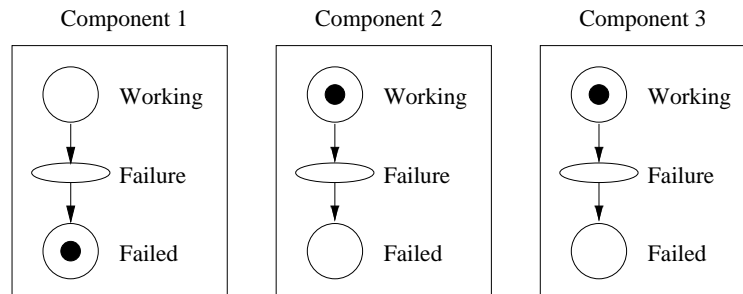 Component 1
Working
Failure
Failed
Component 2
Working
Failure
Failed
Component 3
Working
Failure
Failed